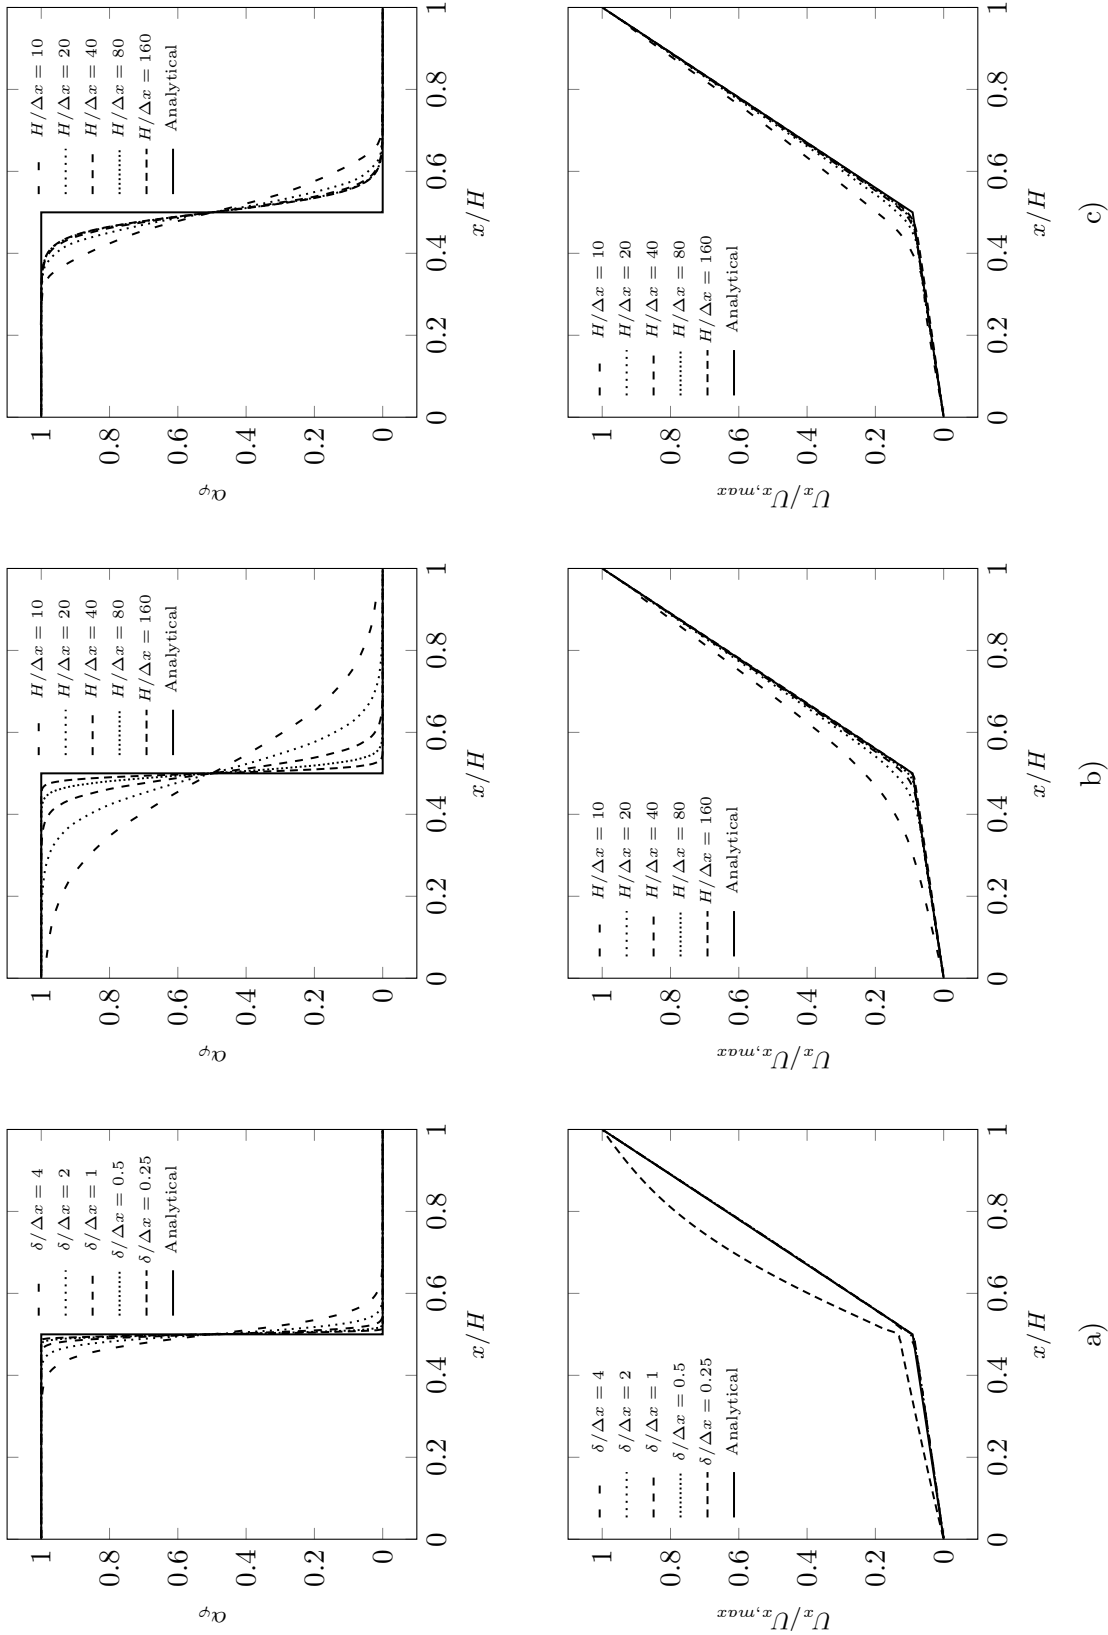 αφ
1
0.8
0.6
0.4
0.2
0
0 0.2 0.4 0.6 0.8 1
x/H
δ/Δx = 4
δ/Δx = 2
δ/Δx = 1
δ/Δx = 0.5
δ/Δx = 0.25
Analytical
αφ
1
0.8
0.6
0.4
0.2
0
0 0.2 0.4 0.6 0.8 1
x/H
H/Δx = 10
H/Δx = 20
H/Δx = 40
H/Δx = 80
H/Δx = 160
Analytical
αφ
1
0.8
0.6
0.4
0.2
0
0 0.2 0.4 0.6 0.8 1
x/H
H/Δx = 10
H/Δx = 20
H/Δx = 40
H/Δx = 80
H/Δx = 160
Analytical
Ux/Ux,max
1
0.8
0.6
0.4
0.2
0
0 0.2 0.4 0.6 0.8 1
x/H
δ/Δx = 4
δ/Δx = 2
δ/Δx = 1
δ/Δx = 0.5
δ/Δx = 0.25
Analytical
Ux/Ux,max
1
0.8
0.6
0.4
0.2
0
0 0.2 0.4 0.6 0.8 1
x/H
H/Δx = 10
H/Δx = 20
H/Δx = 40
H/Δx = 80
H/Δx = 160
Analytical
Ux/Ux,max
1
0.8
0.6
0.4
0.2
0
0 0.2 0.4 0.6 0.8 1
x/H
H/Δx = 10
H/Δx = 20
H/Δx = 40
H/Δx = 80
H/Δx = 160
Analytical
a)
b)
c)